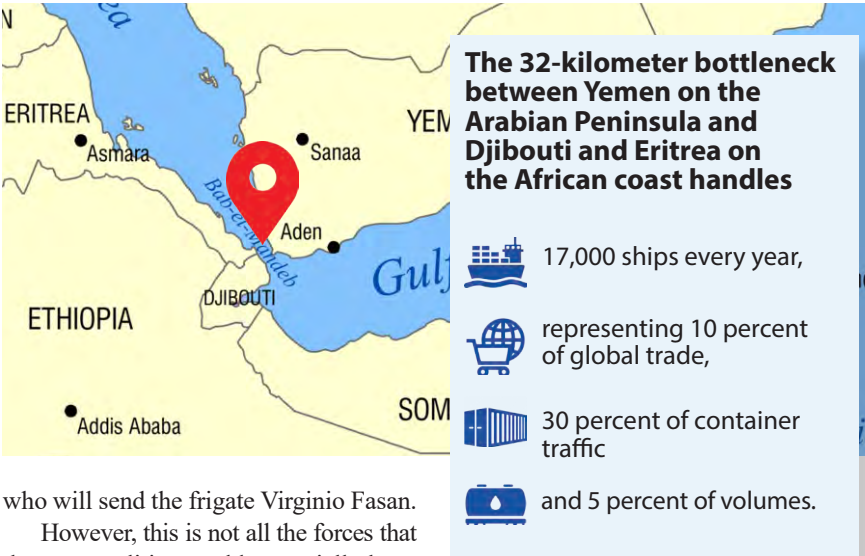 N
ea
ERITREA
Asmara
YEM
Sanaa
Bab-el-Mandeb
Aden
Gulf
DJIBOUTI
ETHIOPIA
Addis Ababa
SOM
The 32-kilometer bottleneck
between Yemen on the
Arabian Peninsula and
Djibouti and Eritrea on
the African coast handles
17,000 ships every year,
representing 10 percent
of global trade,
30 percent of container
traffic
and 5 percent of volumes.
who will send the frigate Virginio Fasan.
However, this is not all the forces that